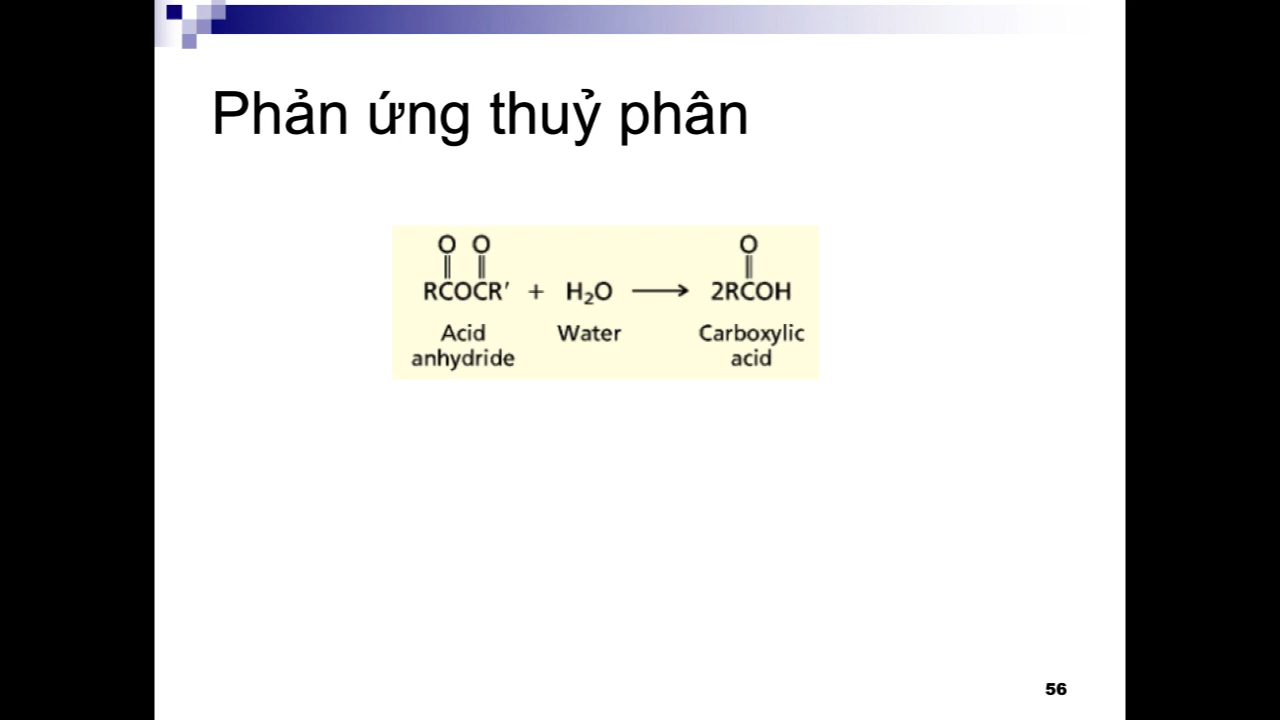 Phản ứng thuỷ phân
O O
O
RCOCR′ + H₂O ⟶ 2RCOH
Acid Water Carboxylic
anhydride acid
56